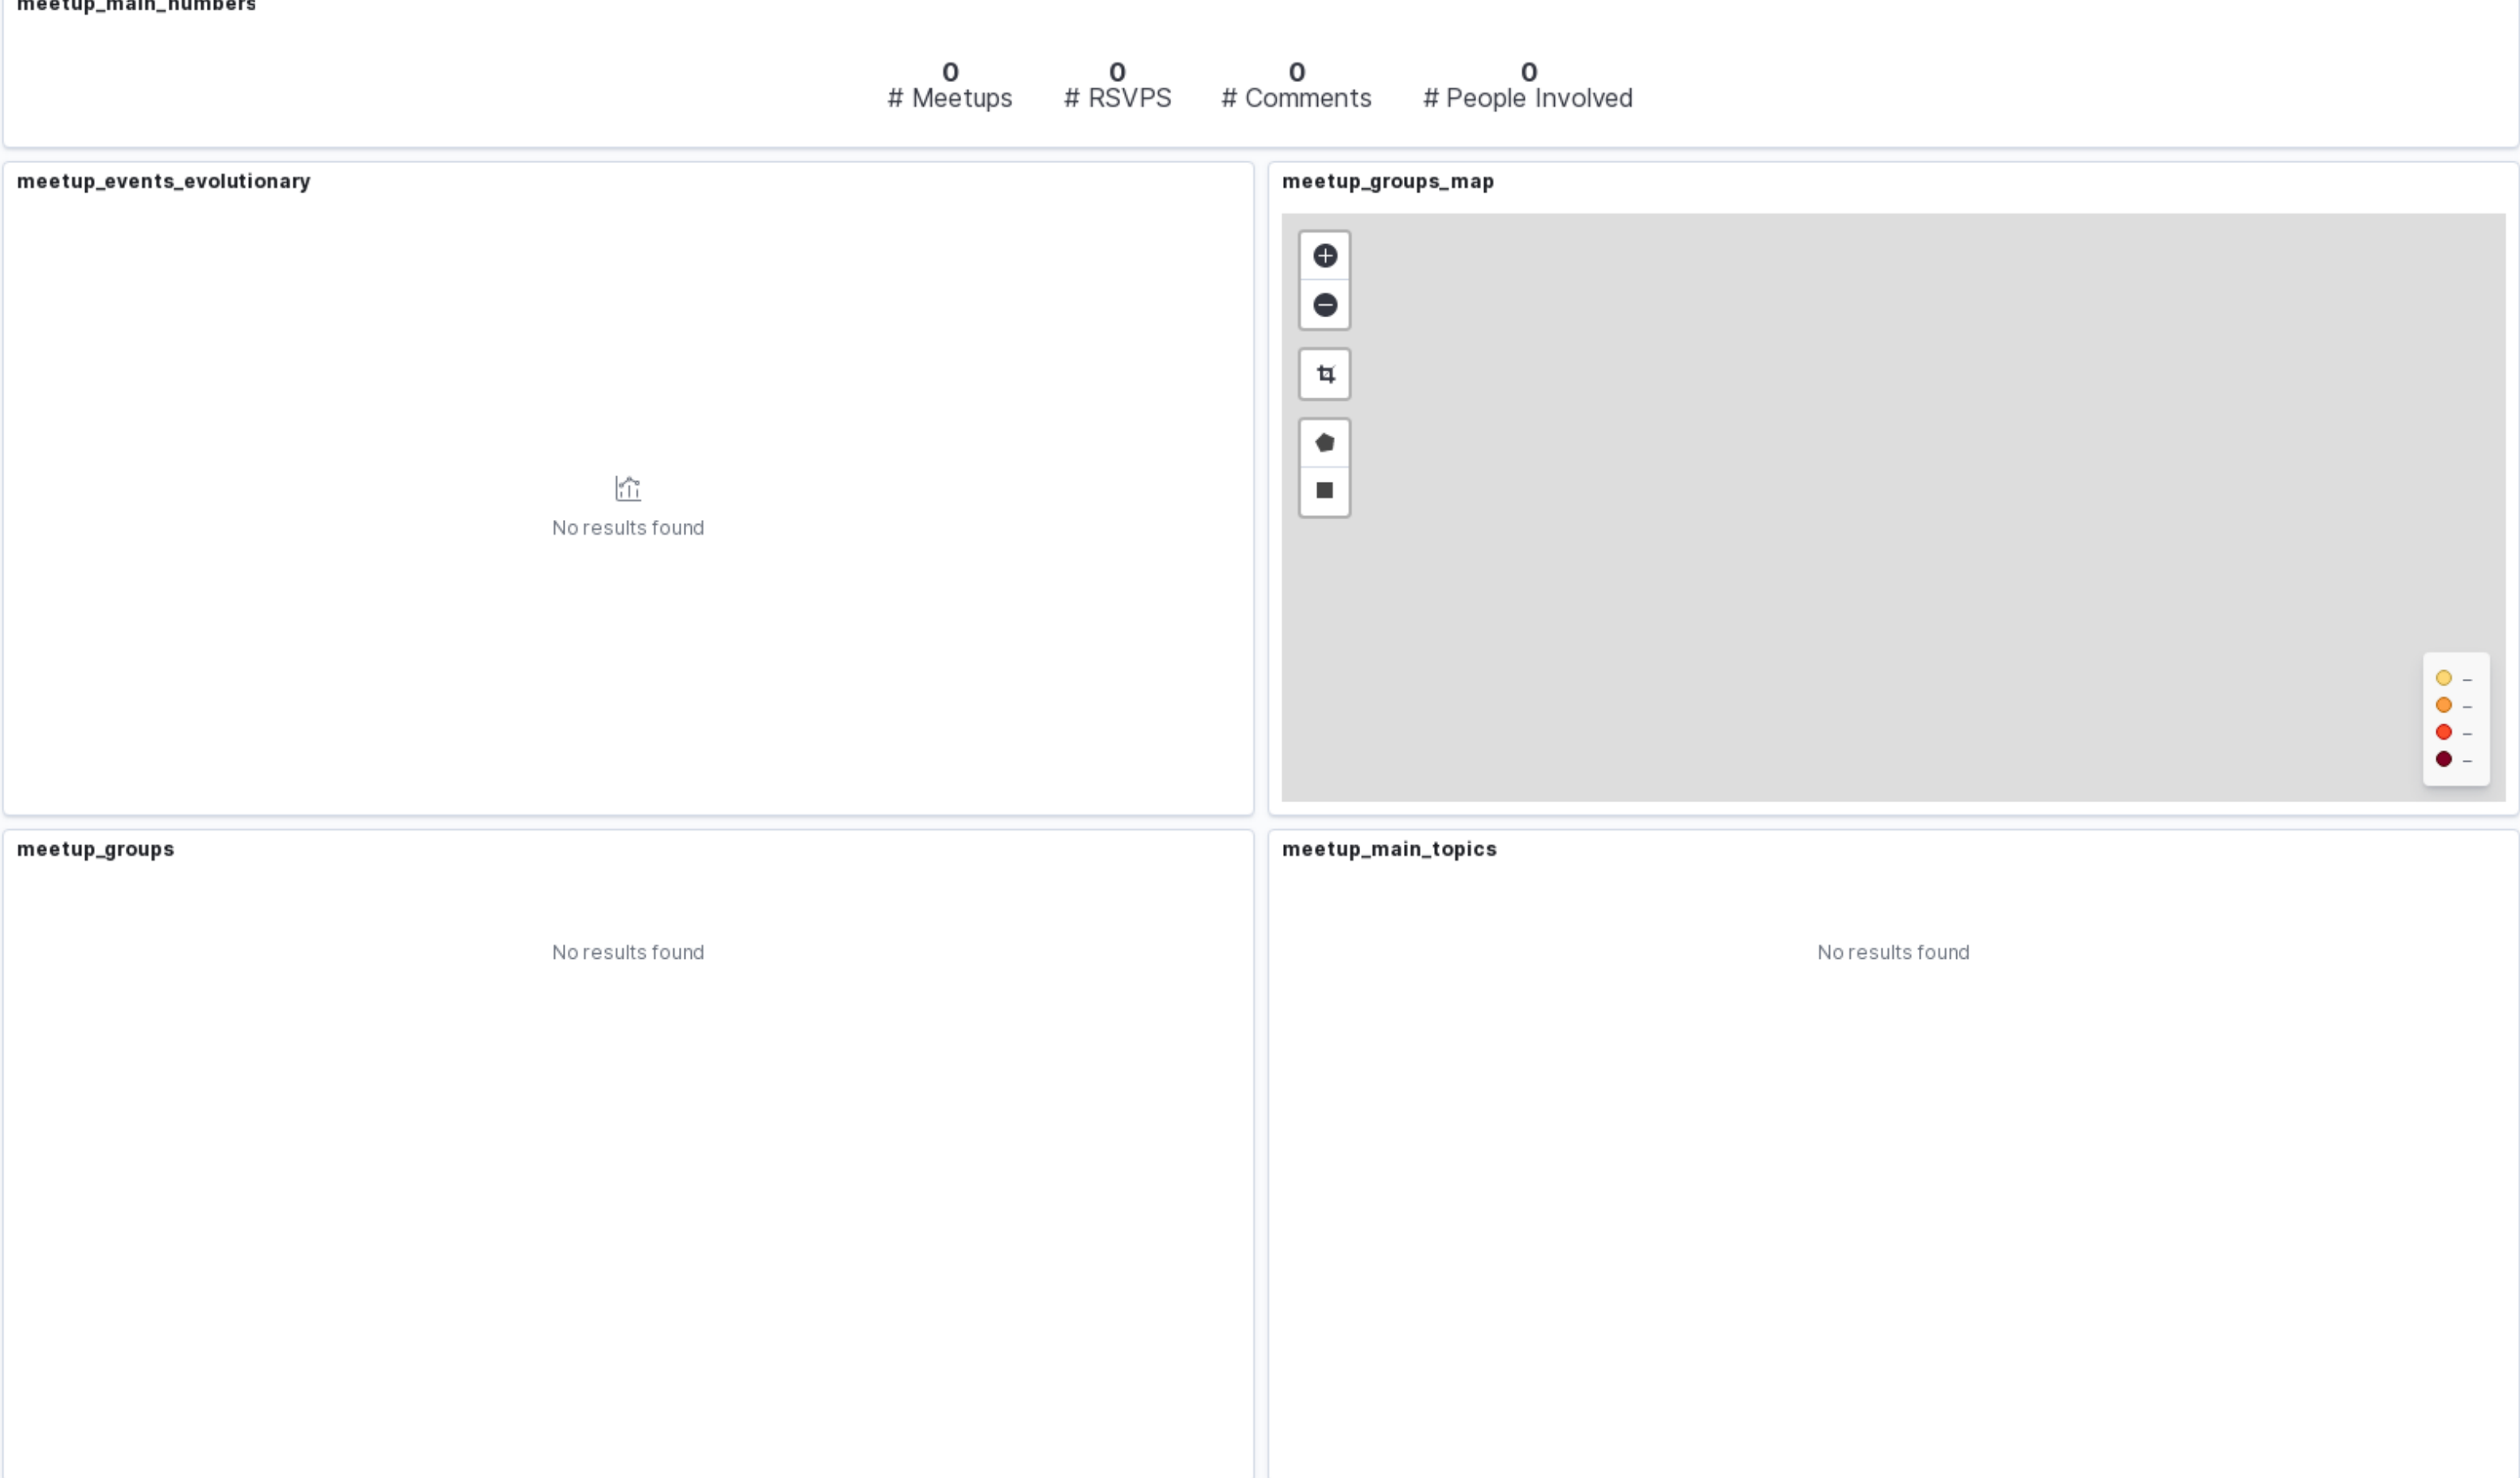 meetup_main_numbers
0 0 0 0
# Meetups # RSVPS # Comments # People Involved
meetup_events_evolutionary
No results found
meetup_groups_map
–
–
–
–
meetup_groups
No results found
meetup_main_topics
No results found